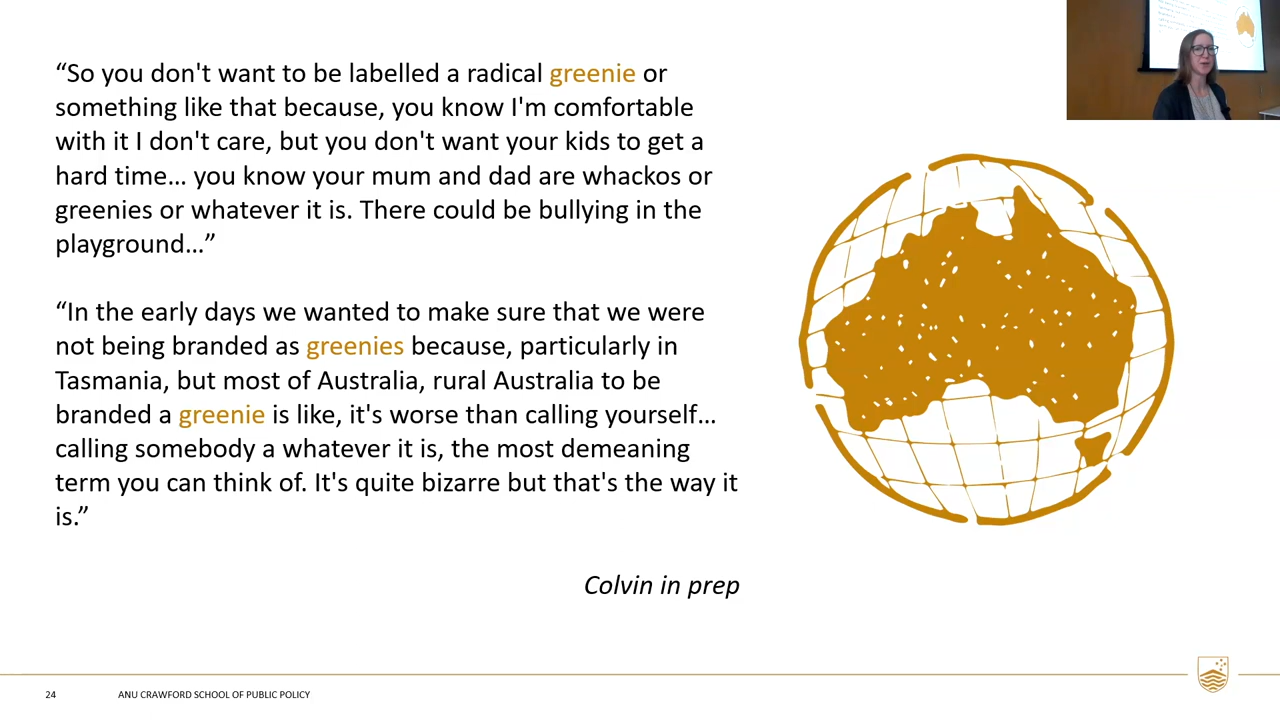 “So you don't want to be labelled a radical greenie or
something like that because, you know I'm comfortable
with it I don't care, but you don't want your kids to get a
hard time… you know your mum and dad are whackos or
greenies or whatever it is. There could be bullying in the
playground…”
“In the early days we wanted to make sure that we were
not being branded as greenies because, particularly in
Tasmania, but most of Australia, rural Australia to be
branded a greenie is like, it's worse than calling yourself…
calling somebody a whatever it is, the most demeaning
term you can think of. It's quite bizarre but that's the way it
is.”
Colvin in prep
24
ANU CRAWFORD SCHOOL OF PUBLIC POLICY